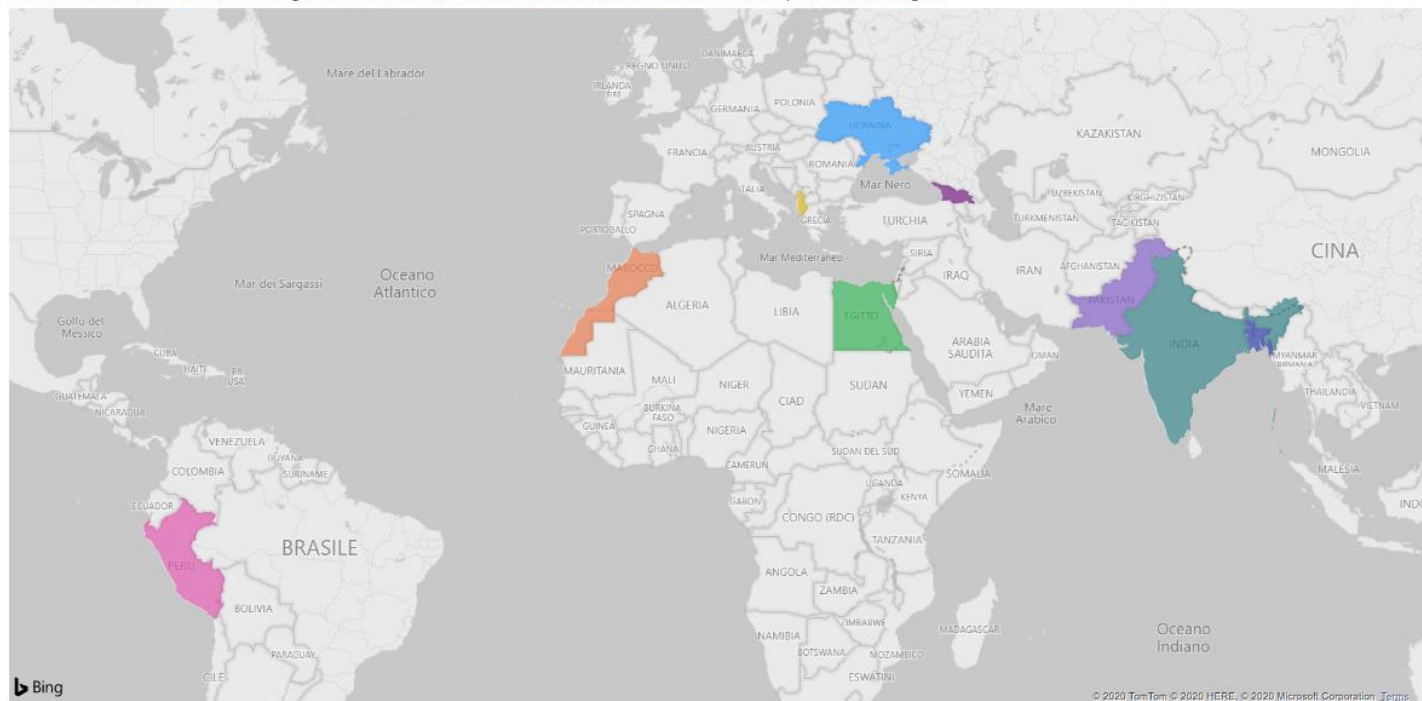 Mare del Labrador
DANIMARCA
REGNO UNITO
IRLANDA
ÉIRE
GERMANIA
POLONIA
UCRAINA
KAZAKISTAN
MONGOLIA
FRANCIA
AUSTRIA
ROMANIA
ITALIA
Mar Nero
UZBEKISTAN
KIRGHIZISTAN
SPAGNA
PORTOGALLO
GRECIA
TURCHIA
TURKMENISTAN
TAGIKISTAN
CINA
Mar Mediterraneo
SIRIA
IRAQ
IRAN
AFGHANISTAN
MAROCCO
Oceano
Atlantico
Mar dei Sargassi
ALGERIA
LIBIA
EGITTO
PAKISTAN
Golfo del
Messico
ARABIA
SAUDITA
INDIA
CUBA
HAITI
PR
(USA)
OMAN
MYANMAR
BIRMANIA
MAURITANIA
MALI
NIGER
SUDAN
GUATEMALA
NICARAGUA
CIAD
YEMEN
THAILANDIA
VIETNAM
BURKINA
FASO
Mare
Arabico
GUINEA
NIGERIA
GHANA
VENEZUELA
GUYANA
SURINAME
COLOMBIA
CAMERUN
SUDAN DEL SUD
SOMALIA
MALESIA
ECUADOR
GABON
UGANDA
KENYA
CONGO (RDC)
BRASILE
TANZANIA
PERÙ
ANGOLA
BOLIVIA
ZAMBIA
ZIMBABWE
MADAGASCAR
Oceano
Indiano
NAMIBIA
BOTSWANA
MOZAMBICO
PARAGUAY
CILE
ESWATINI
Bing
© 2020 TomTom © 2020 HERE, © 2020 Microsoft Corporation Terms